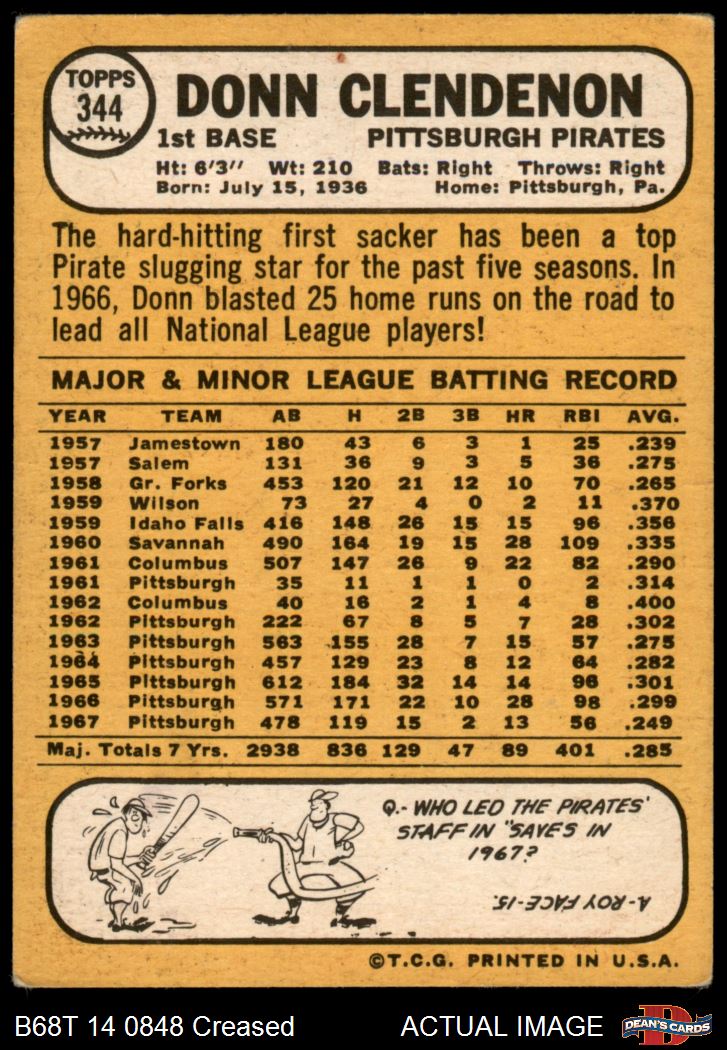 TOPPS
344
DONN CLENDENON
1st BASE PITTSBURGH PIRATES
Ht: 6'3" Wt: 210 Bats: Right Throws: Right
Born: July 15, 1936 Home: Pittsburgh, Pa.
The hard-hitting first sacker has been a top
Pirate slugging star for the past five seasons. In
1966, Donn blasted 25 home runs on the road to
lead all National League players!
MAJOR & MINOR LEAGUE BATTING RECORD
YEAR TEAM AB H 2B 3B HR RBI AVG.
1957 Jamestown 180 43 6 3 1 25 .239
1957 Salem 131 36 9 3 5 36 .275
1958 Gr. Forks 453 120 21 12 10 70 .265
1959 Wilson 73 27 4 0 2 11 .370
1959 Idaho Falls 416 148 26 15 15 96 .356
1960 Savannah 490 164 19 15 28 109 .335
1961 Columbus 507 147 26 9 22 82 .290
1961 Pittsburgh 35 11 1 1 0 2 .314
1962 Columbus 40 16 2 1 4 8 .400
1962 Pittsburgh 222 67 8 5 7 28 .302
1963 Pittsburgh 563 155 28 7 15 57 .275
1964 Pittsburgh 457 129 23 8 12 64 .282
1965 Pittsburgh 612 184 32 14 14 96 .301
1966 Pittsburgh 571 171 22 10 28 98 .299
1967 Pittsburgh 478 119 15 2 13 56 .249
Maj. Totals 7 Yrs. 2938 836 129 47 89 401 .285
Q.- WHO LED THE PIRATES'
STAFF IN "SAVES IN
1967?
A- ROY FACE-15.
©T.C.G. PRINTED IN U.S.A.
B68T 14 0848 Creased ACTUAL IMAGE
D
DEAN'S CARDS